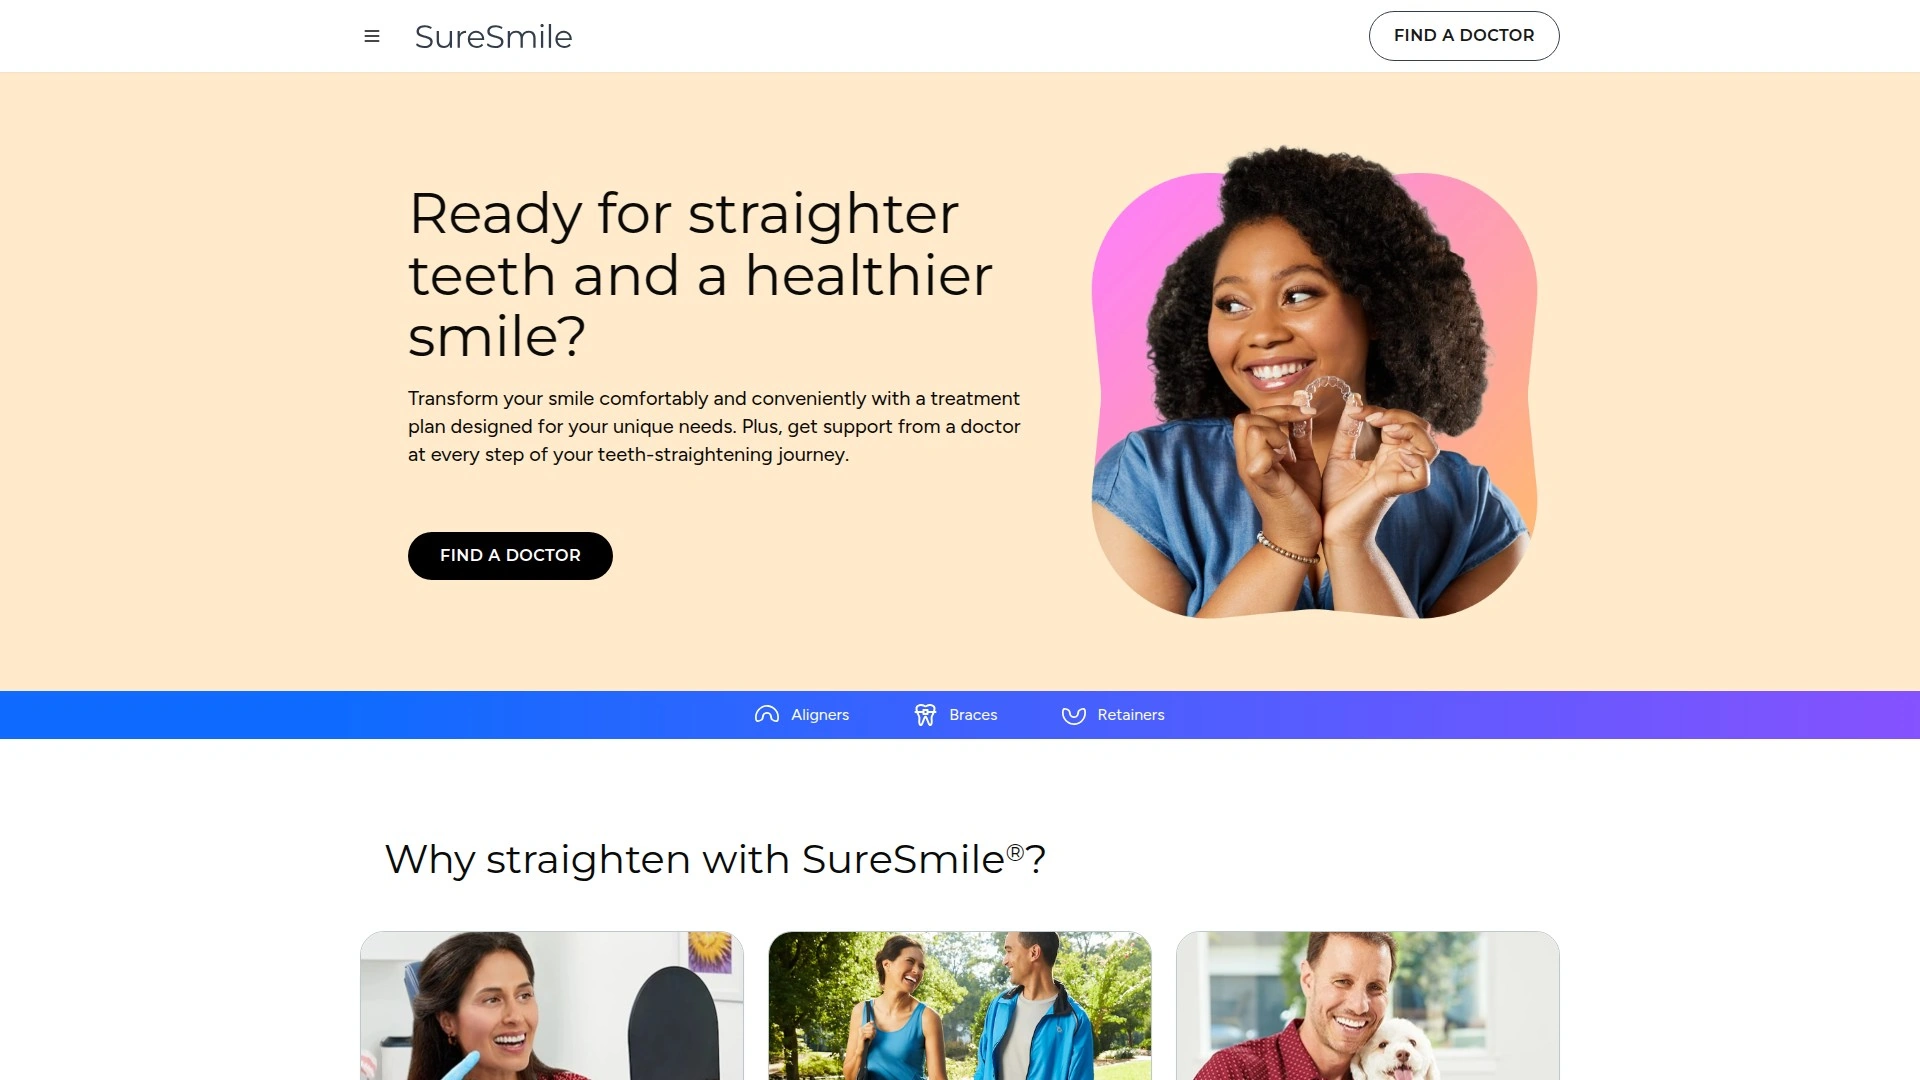 SureSmile
FIND A DOCTOR
Ready for straighter
teeth and a healthier
smile?
Transform your smile comfortably and conveniently with a treatment
plan designed for your unique needs. Plus, get support from a doctor
at every step of your teeth-straightening journey.
FIND A DOCTOR
Aligners
Braces
Retainers
Why straighten with SureSmile®?